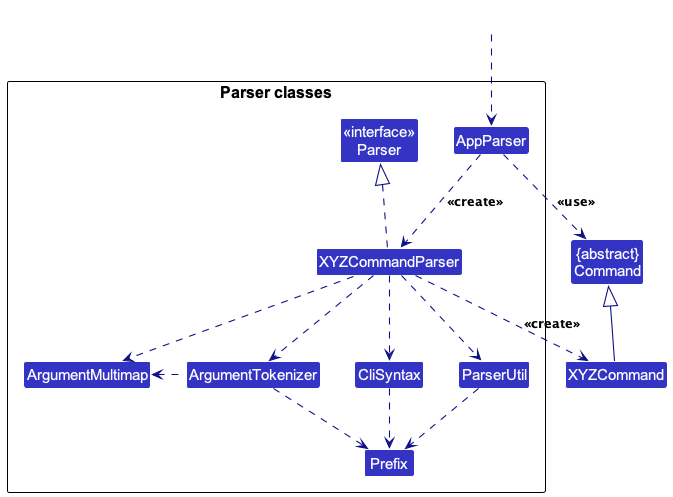 Parser classes
«interface»
Parser
AppParser
«create»
«use»
{abstract}
Command
XYZCommandParser
«create»
ArgumentMultimap
ArgumentTokenizer
CliSyntax
ParserUtil
XYZCommand
Prefix